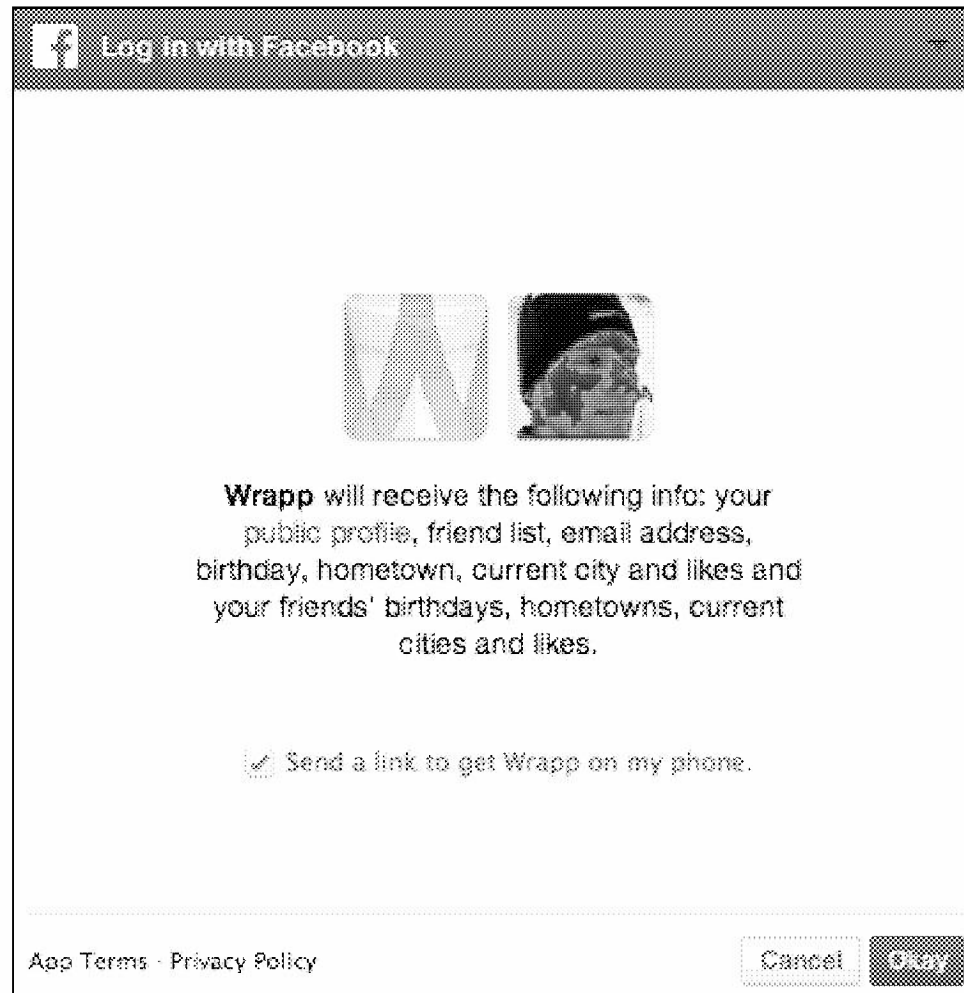 f Log in with Facebook
Wrapp will receive the following info: your
public profile, friend list, email address,
birthday, hometown, current city and likes and
your friends' birthdays, hometowns, current
cities and likes.
Send a link to get Wrapp on my phone.
App Terms · Privacy Policy Cancel Okay